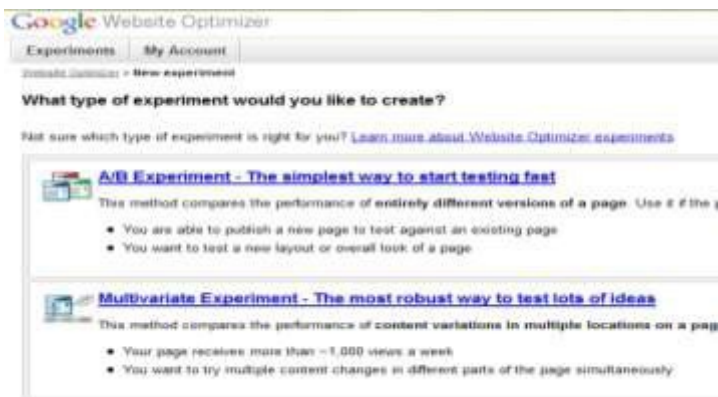 Google Website Optimizer
Experiments My Account
Website Optimizer > New experiment
What type of experiment would you like to create?
Not sure which type of experiment is right for you? Learn more about Website Optimizer experiments
A/B Experiment - The simplest way to start testing fast
This method compares the performance of entirely different versions of a page. Use it if the
• You are able to publish a new page to test against an existing page
• You want to test a new layout or overall look of a page
Multivariate Experiment - The most robust way to test lots of ideas
This method compares the performance of content variations in multiple locations on a pag
• Your page receives more than ~1,000 views a week
• You want to try multiple content changes in different parts of the page simultaneously